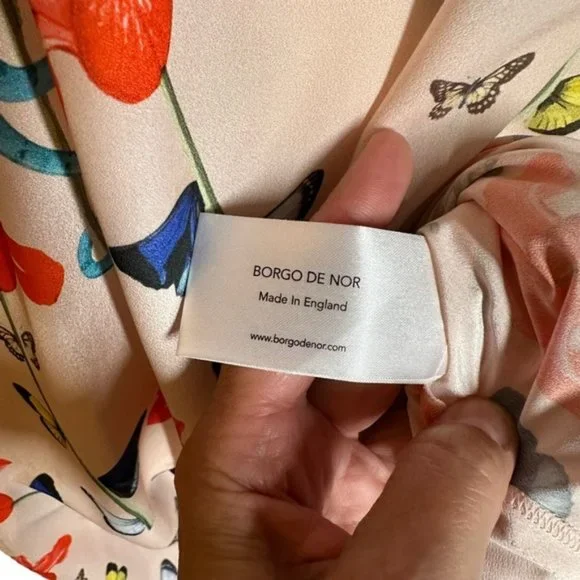 BORGO DE NOR
Made In England
www.borgodenor.com